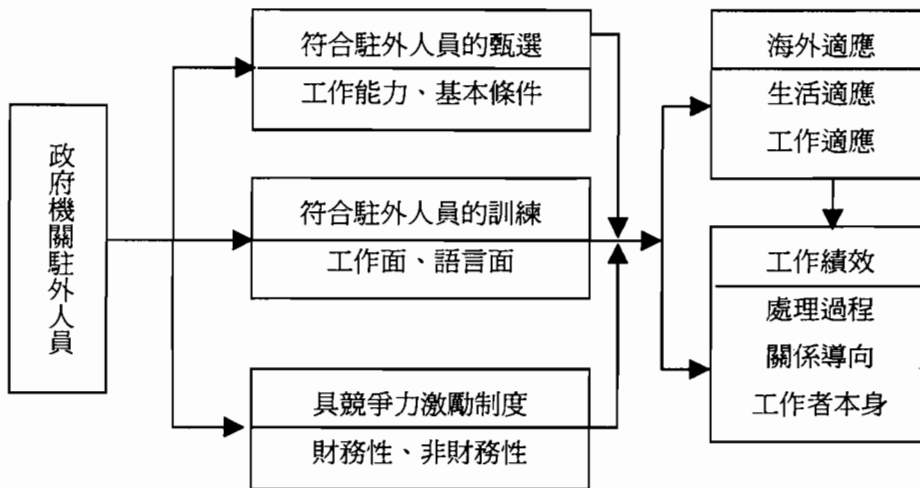 政府機關駐外人員
符合駐外人員的甄選
工作能力、基本條件
符合駐外人員的訓練
工作面、語言面
具競爭力激勵制度
財務性、非財務性
海外適應
生活適應
工作適應
工作績效
處理過程
關係導向
工作者本身